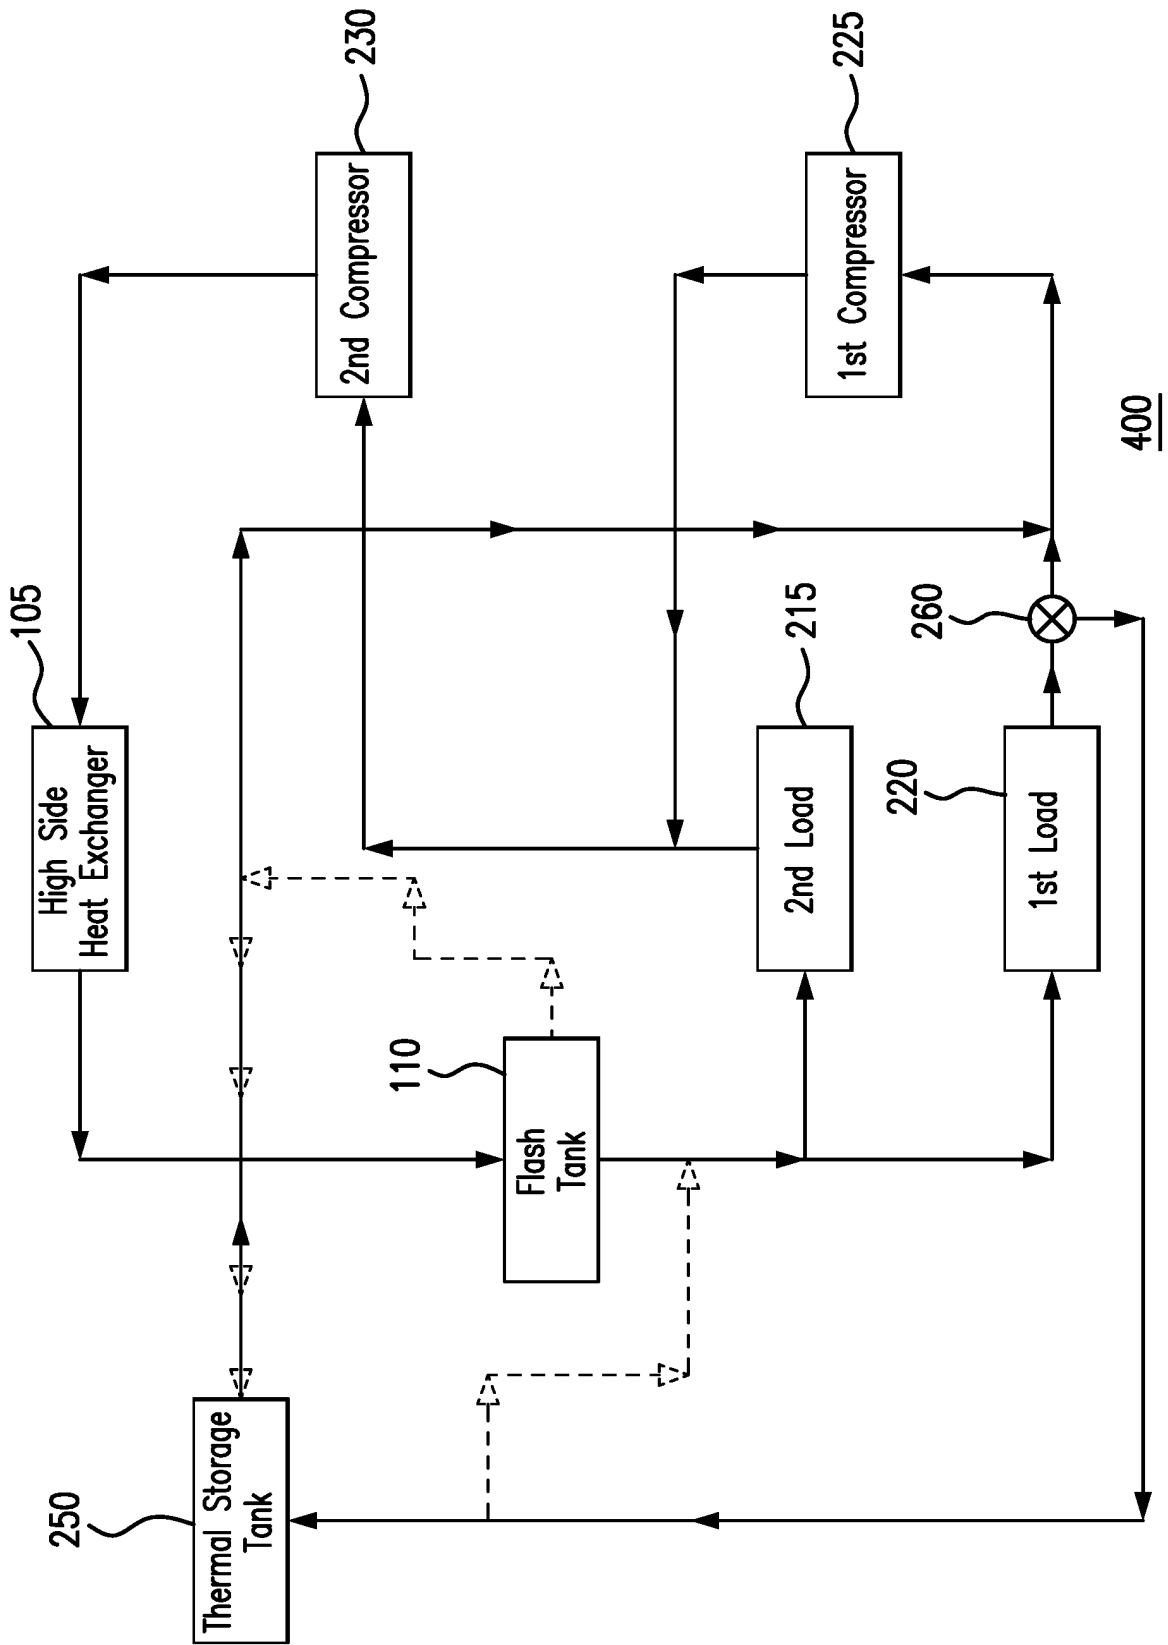 105
High Side
Heat Exchanger
230
2nd Compressor
250
Thermal Storage
Tank
110
Flash
Tank
215
2nd Load
225
1st Compressor
220
1st Load
260
400